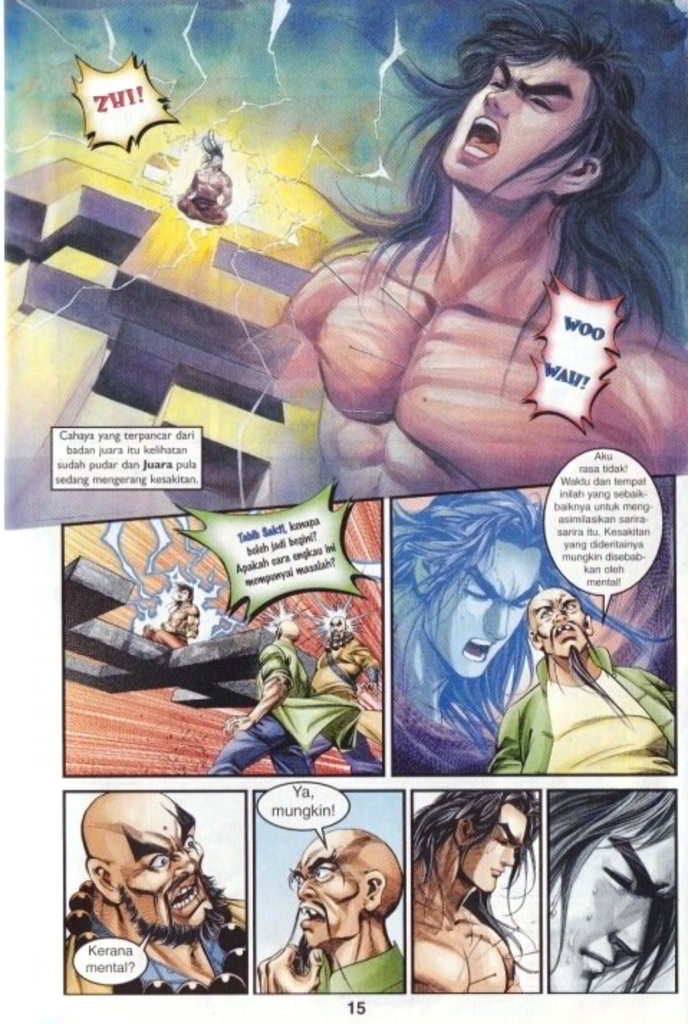 ZHI!
WOO
WAH!
Cahaya yang terpancar dari
badan juara itu kelihatan
sudah pudar dan Juara pula
sedang mengerang kesakitan.
Tabib Sakti, kenapa
boleh jadi begini?
Apakah cara engkau ini
mempunyai masalah?
Aku
rasa tidak!
Waktu dan tempat
inilah yang sebaik-
baiknya untuk meng-
asimilasikan sarira-
sarira itu. Kesakitan
yang dideritainya
mungkin disebab-
kan oleh
mental!
Kerana
mental?
Ya,
mungkin!
15